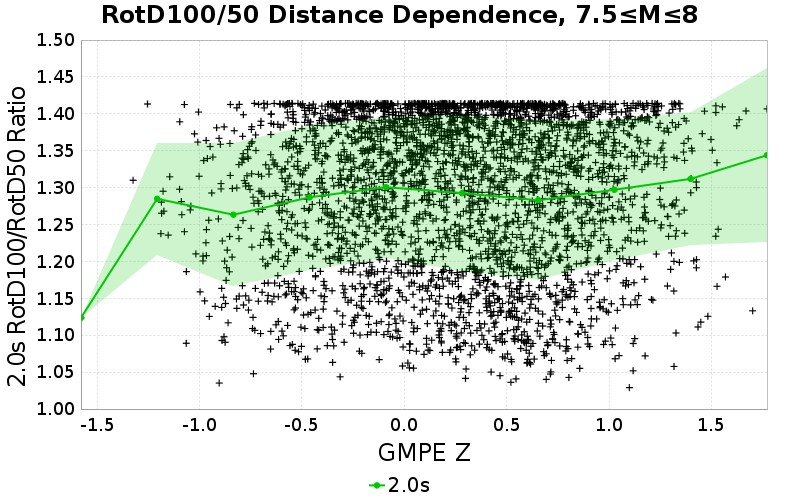 RotD100/50 Distance Dependence, 7.5≤M≤8
2.0s RotD100/RotD50 Ratio
1.50
1.45
1.40
1.35
1.30
1.25
1.20
1.15
1.10
1.05
1.00
-1.5 -1.0 -0.5 0.0 0.5 1.0 1.5
GMPE Z
2.0s